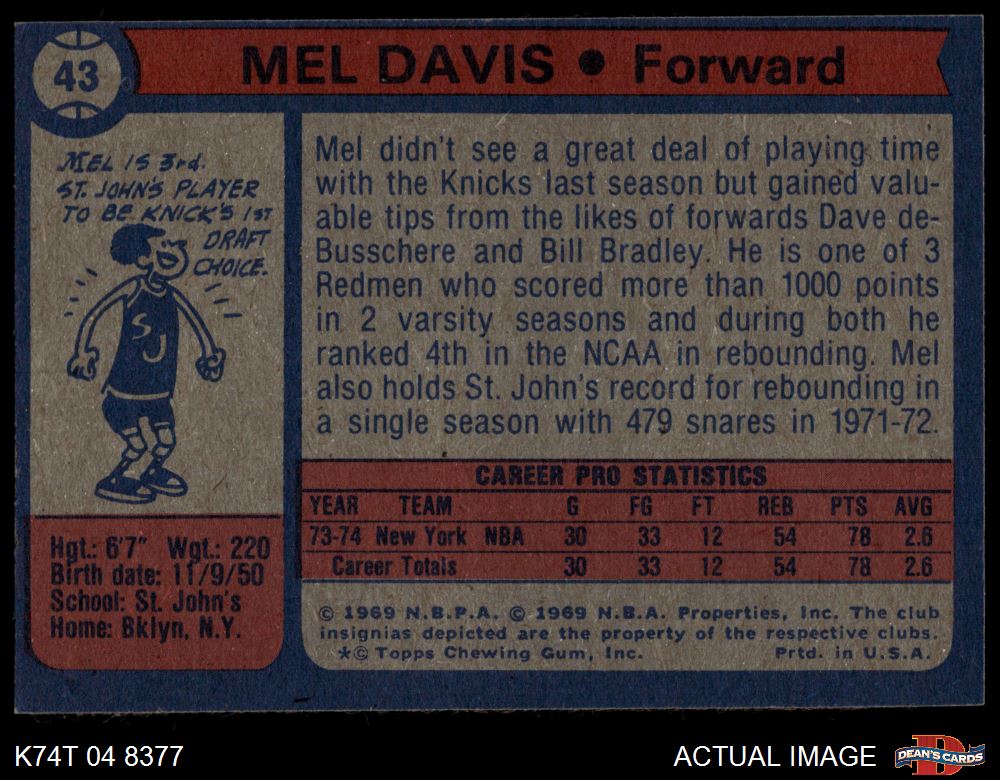 43
MEL DAVIS • Forward
MEL IS 3rd.
ST. JOHN'S PLAYER
TO BE KNICK'S 1ST
DRAFT
CHOICE.
SJ
Hgt.: 6'7" Wgt.: 220
Birth date: 11/9/50
School: St. John's
Home: Bklyn, N.Y.
Mel didn't see a great deal of playing time
with the Knicks last season but gained valu-
able tips from the likes of forwards Dave de-
Busschere and Bill Bradley. He is one of 3
Redmen who scored more than 1000 points
in 2 varsity seasons and during both he
ranked 4th in the NCAA in rebounding. Mel
also holds St. John's record for rebounding in
a single season with 479 snares in 1971-72.
CAREER PRO STATISTICS
YEAR TEAM G FG FT REB PTS AVG
73-74 New York NBA 30 33 12 54 78 2.6
Career Totals 30 33 12 54 78 2.6
© 1969 N.B.P.A. © 1969 N.B.A. Properties, Inc. The club
insignias depicted are the property of the respective clubs.
*© Topps Chewing Gum, Inc. Prtd. in U.S.A.
K74T 04 8377
ACTUAL IMAGE
D
DEAN'S CARDS